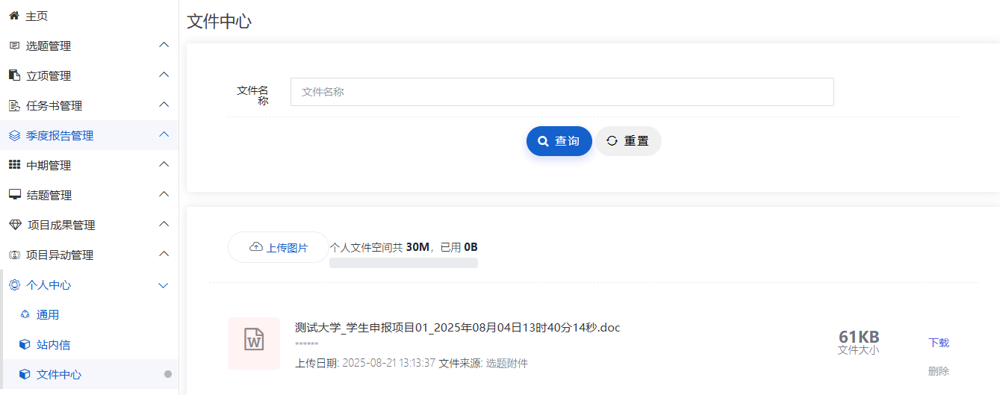 主页
选题管理
立项管理
任务书管理
季度报告管理
中期管理
结题管理
项目成果管理
项目异动管理
个人中心
通用
站内信
文件中心
文件中心
文件名
称
文件名称
查询
重置
上传图片
个人文件空间共 30M，已用 0B
测试大学_学生申报项目01_2025年08月04日13时40分14秒.doc
******
上传日期: 2025-08-21 13:13:37 文件来源: 选题附件
61KB
文件大小
下载
删除